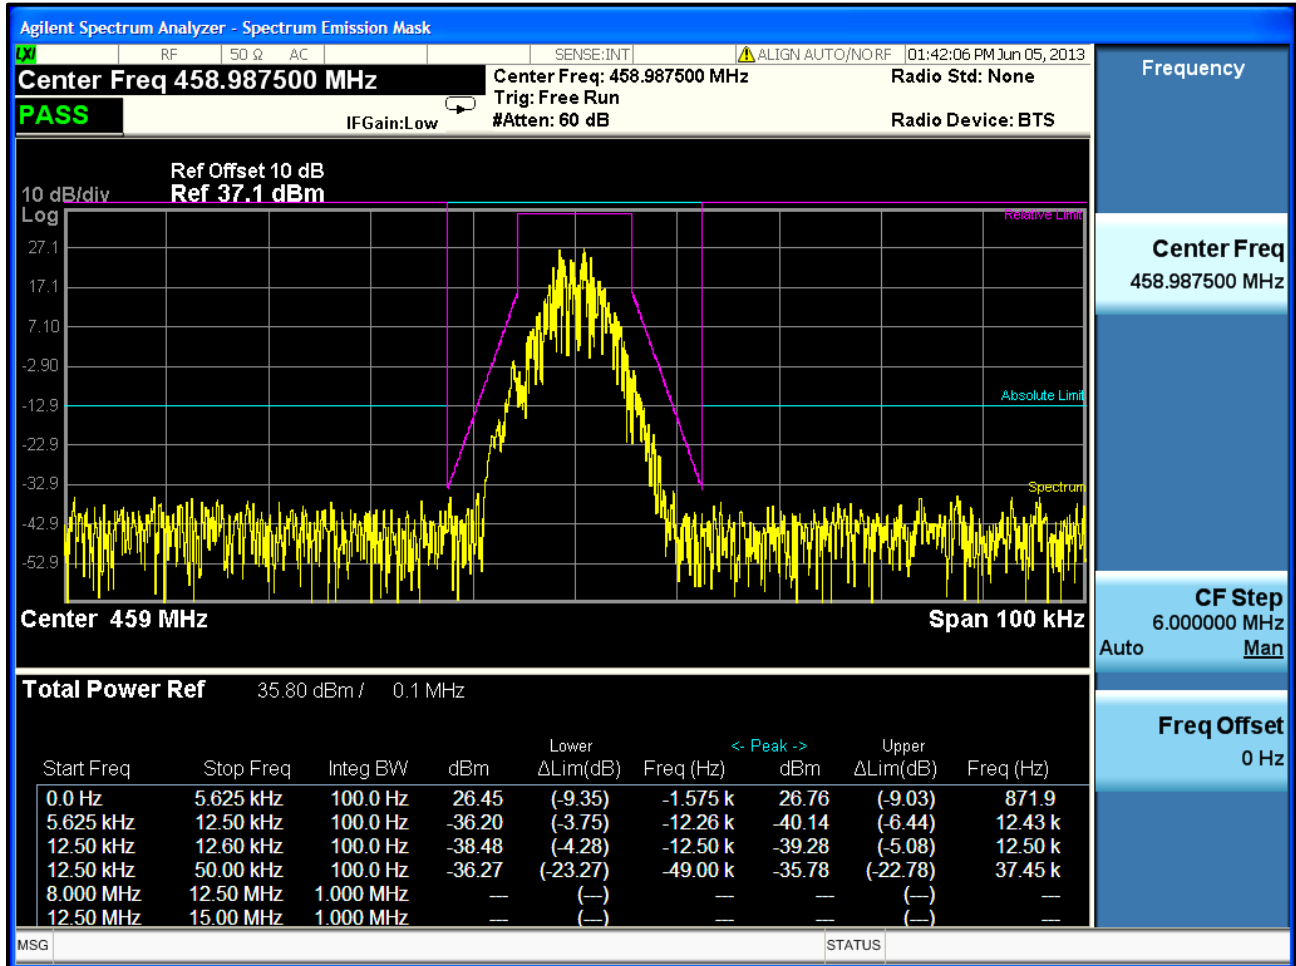 Agilent Spectrum Analyzer - Spectrum Emission Mask
LXI RF 50 Ω AC SENSE:INT ALIGN AUTO/NO RF 01:42:06 PM Jun 05, 2013
Center Freq 458.987500 MHz Center Freq: 458.987500 MHz Radio Std: None
Trig: Free Run
PASS IFGain:Low #Atten: 60 dB Radio Device: BTS
Frequency
Ref Offset 10 dB
10 dB/div Ref 37.1 dBm
Log
Relative Limit
27.1
17.1
7.10
-2.90
Absolute Limit
-12.9
-22.9
-32.9
Spectrum
-42.9
-52.9
Center 459 MHz Span 100 kHz
Center Freq
458.987500 MHz
CF Step
6.000000 MHz
Auto Man
Freq Offset
0 Hz
Total Power Ref 35.80 dBm / 0.1 MHz
Lower <- Peak -> Upper
Start Freq Stop Freq Integ BW dBm ΔLim(dB) Freq (Hz) dBm ΔLim(dB) Freq (Hz)
0.0 Hz 5.625 kHz 100.0 Hz 26.45 (-9.35) -1.575 k 26.76 (-9.03) 871.9
5.625 kHz 12.50 kHz 100.0 Hz -36.20 (-3.75) -12.26 k -40.14 (-6.44) 12.43 k
12.50 kHz 12.60 kHz 100.0 Hz -38.48 (-4.28) -12.50 k -39.28 (-5.08) 12.50 k
12.50 kHz 50.00 kHz 100.0 Hz -36.27 (-23.27) -49.00 k -35.78 (-22.78) 37.45 k
8.000 MHz 12.50 MHz 1.000 MHz --- (---) --- --- (---) ---
12.50 MHz 15.00 MHz 1.000 MHz --- (---) --- --- (---) ---
MSG STATUS